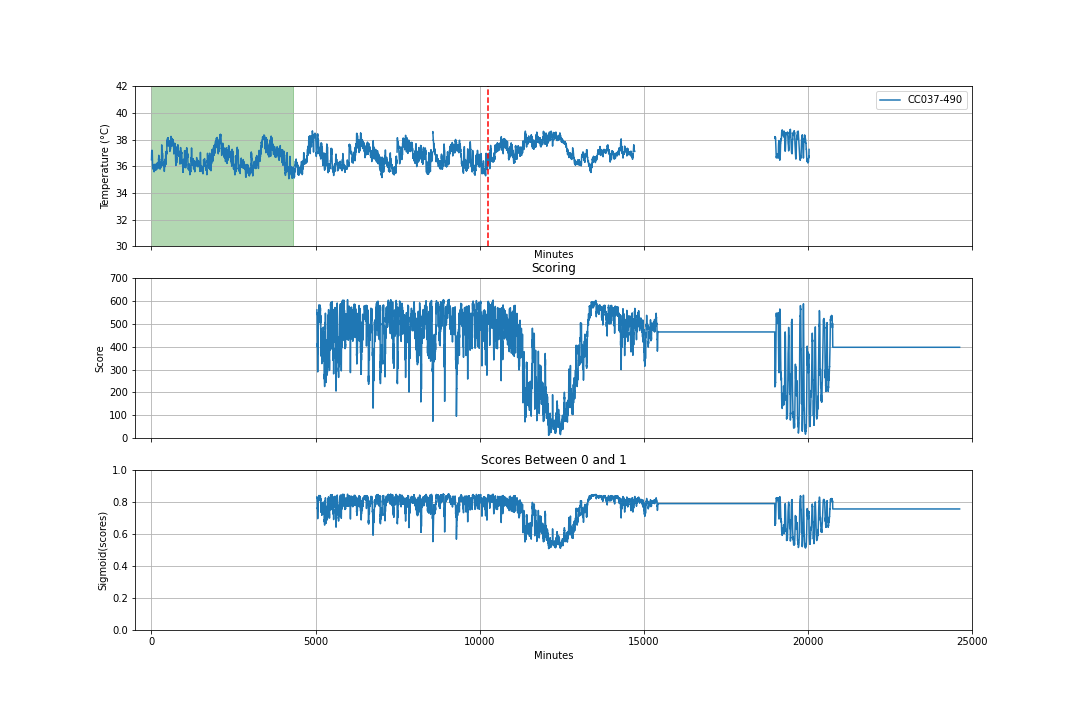 42
40
38
36
34
32
30
Temperature (°C)
CC037-490
Minutes
Scoring
700
600
500
400
300
200
100
0
Score
Scores Between 0 and 1
1.0
0.8
0.6
0.4
0.2
0.0
Sigmoid(scores)
0 5000 10000 15000 20000 25000
Minutes